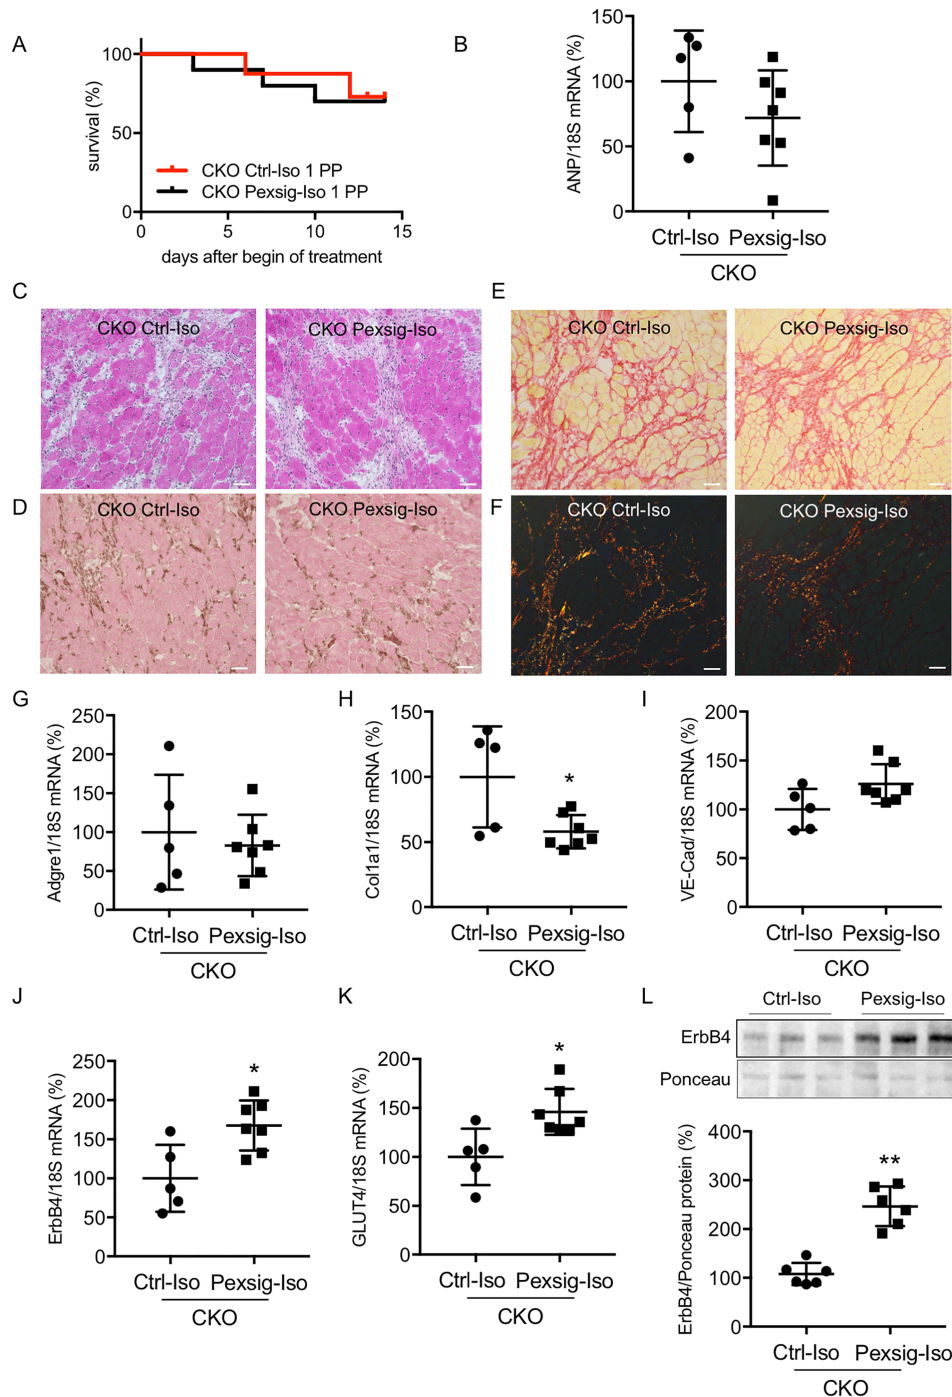 A
100
50
0
survival (%)
CKO Ctrl-Iso 1 PP
CKO Pexsig-Iso 1 PP
0 5 10 15
days after begin of treatment
B
150
100
50
0
ANP/18S mRNA (%)
Ctrl-Iso Pexsig-Iso
CKO
C
CKO Ctrl-Iso
CKO Pexsig-Iso
E
CKO Ctrl-Iso
CKO Pexsig-Iso
D
CKO Ctrl-Iso
CKO Pexsig-Iso
F
CKO Ctrl-Iso
CKO Pexsig-Iso
G
250
200
150
100
50
0
Adgre1/18S mRNA (%)
Ctrl-Iso Pexsig-Iso
CKO
H
150
100
50
0
Col1a1/18S mRNA (%)
*
Ctrl-Iso Pexsig-Iso
CKO
I
200
150
100
50
0
VE-Cad/18S mRNA (%)
Ctrl-Iso Pexsig-Iso
CKO
J
250
200
150
100
50
0
ErbB4/18S mRNA (%)
*
Ctrl-Iso Pexsig-Iso
CKO
K
200
150
100
50
0
GLUT4/18S mRNA (%)
*
Ctrl-Iso Pexsig-Iso
CKO
L
Ctrl-Iso Pexsig-Iso
ErbB4
Ponceau
400
300
200
100
0
ErbB4/Ponceau protein (%)
**
Ctrl-Iso Pexsig-Iso
CKO